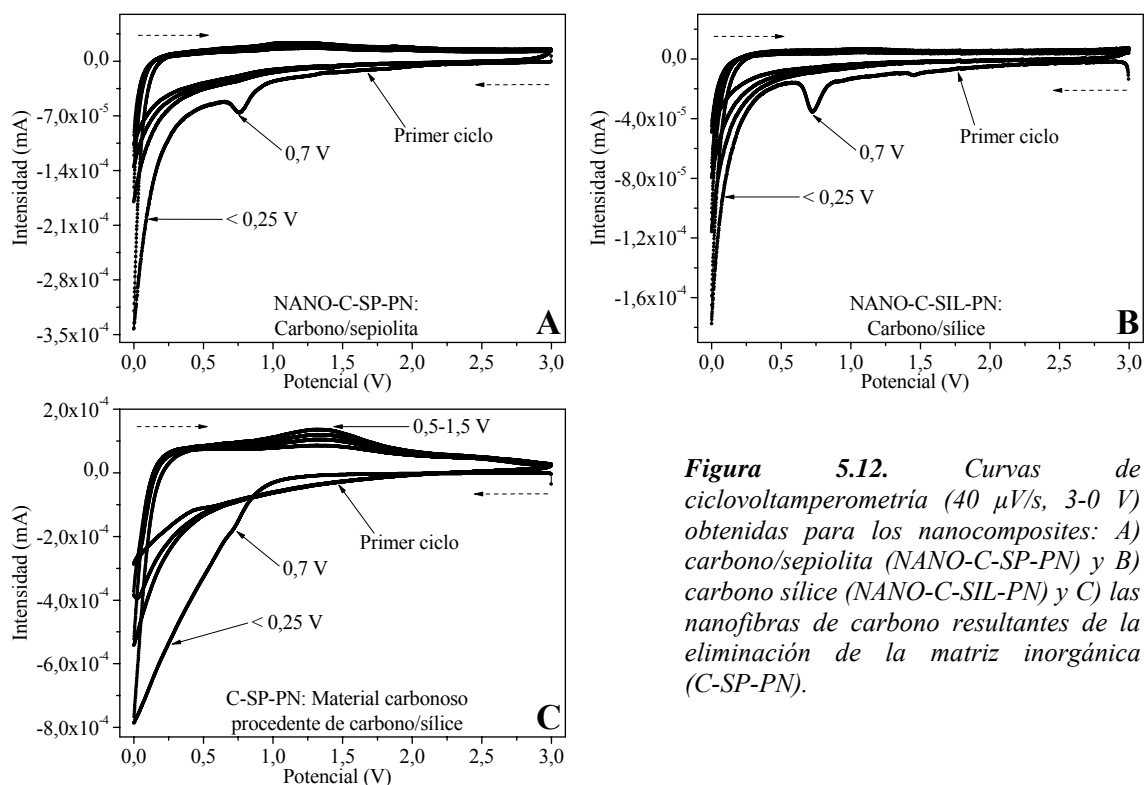 0,0
-7,0x10⁻⁵
-1,4x10⁻⁴
-2,1x10⁻⁴
-2,8x10⁻⁴
-3,5x10⁻⁴
Intensidad (mA)
Primer ciclo
0,7 V
< 0,25 V
NANO-C-SP-PN:
Carbono/sepiolita
A
0,0 0,5 1,0 1,5 2,0 2,5 3,0
Potencial (V)
0,0
-4,0x10⁻⁵
-8,0x10⁻⁵
-1,2x10⁻⁴
-1,6x10⁻⁴
Intensidad (mA)
Primer ciclo
0,7 V
< 0,25 V
NANO-C-SIL-PN:
Carbono/sílice
B
0,0 0,5 1,0 1,5 2,0 2,5 3,0
Potencial (V)
2,0x10⁻⁴
0,0
-2,0x10⁻⁴
-4,0x10⁻⁴
-6,0x10⁻⁴
-8,0x10⁻⁴
Intensidad (mA)
0,5-1,5 V
Primer ciclo
0,7 V
< 0,25 V
C-SP-PN: Material carbonoso
procedente de carbono/sílice
C
0,0 0,5 1,0 1,5 2,0 2,5 3,0
Potencial (V)
Figura 5.12. Curvas de
ciclovoltamperometría (40 μV/s, 3-0 V)
obtenidas para los nanocomposites: A)
carbono/sepiolita (NANO-C-SP-PN) y B)
carbono sílice (NANO-C-SIL-PN) y C) las
nanofibras de carbono resultantes de la
eliminación de la matriz inorgánica
(C-SP-PN).